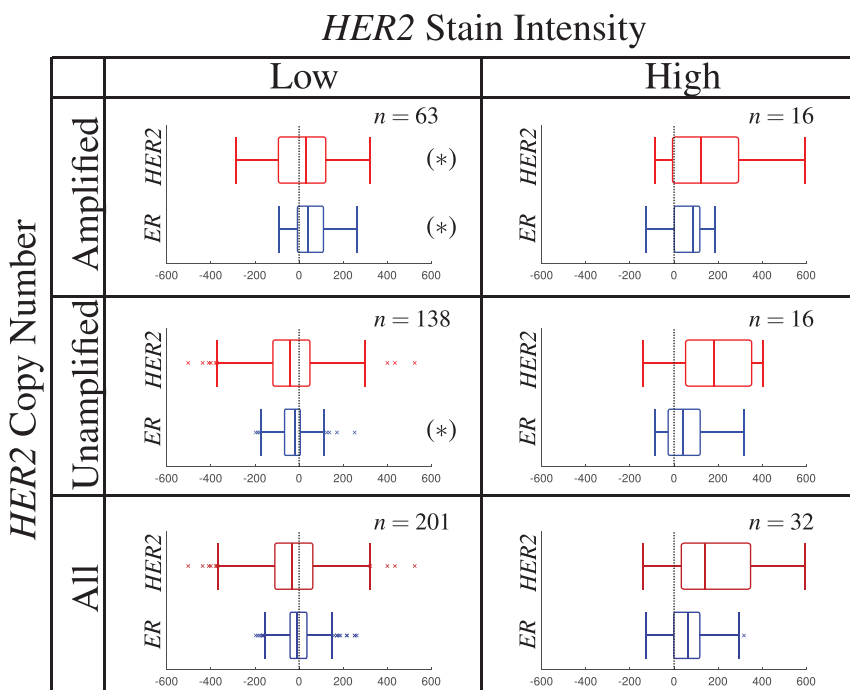 HER2 Stain Intensity
Low High
HER2 Copy Number
Amplified
n = 63
HER2 (∗)
ER (∗)
-600 -400 -200 0 200 400 600
n = 16
HER2
ER
-600 -400 -200 0 200 400 600
Unamplified
n = 138
HER2
ER (∗)
-600 -400 -200 0 200 400 600
n = 16
HER2
ER
-600 -400 -200 0 200 400 600
All
n = 201
HER2
ER
-600 -400 -200 0 200 400 600
n = 32
HER2
ER
-600 -400 -200 0 200 400 600